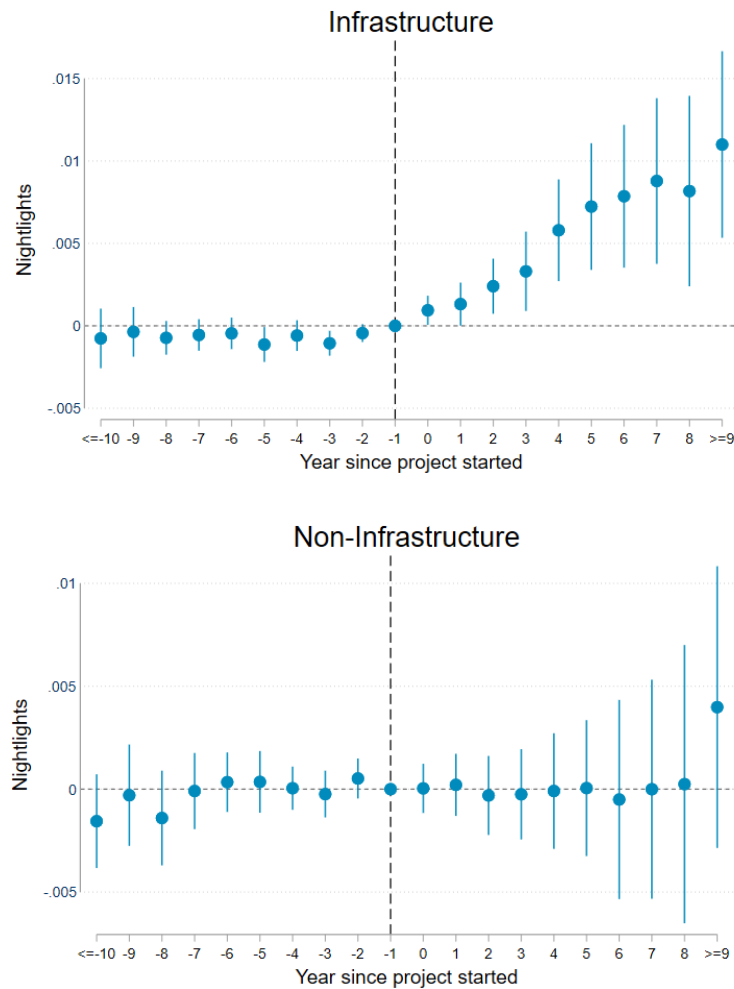 Infrastructure
.015
.01
.005
0
-.005
Nightlights
<=-10 -9 -8 -7 -6 -5 -4 -3 -2 -1 0 1 2 3 4 5 6 7 8 >=9
Year since project started
Non-Infrastructure
.01
.005
0
-.005
Nightlights
<=-10 -9 -8 -7 -6 -5 -4 -3 -2 -1 0 1 2 3 4 5 6 7 8 >=9
Year since project started